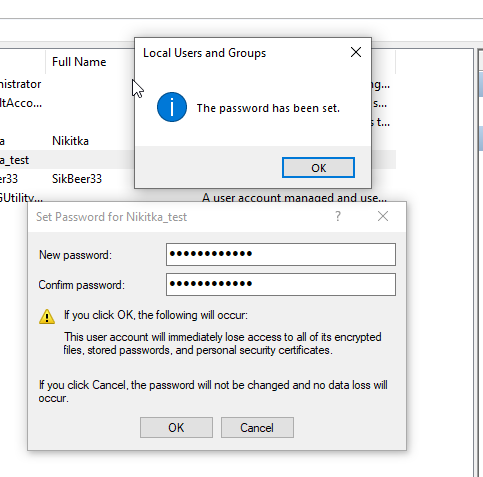 Full Name
Local Users and Groups
nistrator
ng...
ltAcco...
The password has been set.
s...
s t...
a Nikitka
a_test
er33 SikBeer33
OK
GUtility... A user account managed and use...
Set Password for Nikitka_test ?
New password: ●●●●●●●●●●●●
Confirm password: ●●●●●●●●●●●●
If you click OK, the following will occur:
This user account will immediately lose access to all of its encrypted
files, stored passwords, and personal security certificates.
If you click Cancel, the password will not be changed and no data loss will
occur.
OK Cancel